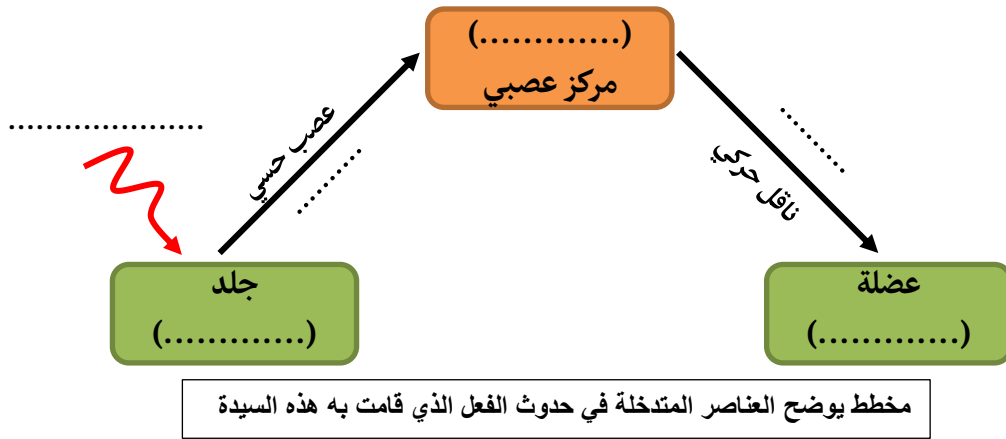 (.............)
مركز عصبي
.....................
عصب حسي
...........
.........
ناقل حركي
جلد
(.............)
عضلة
(.............)
مخطط يوضح العناصر المتدخلة في حدوث الفعل الذي قامت به هذه السيدة